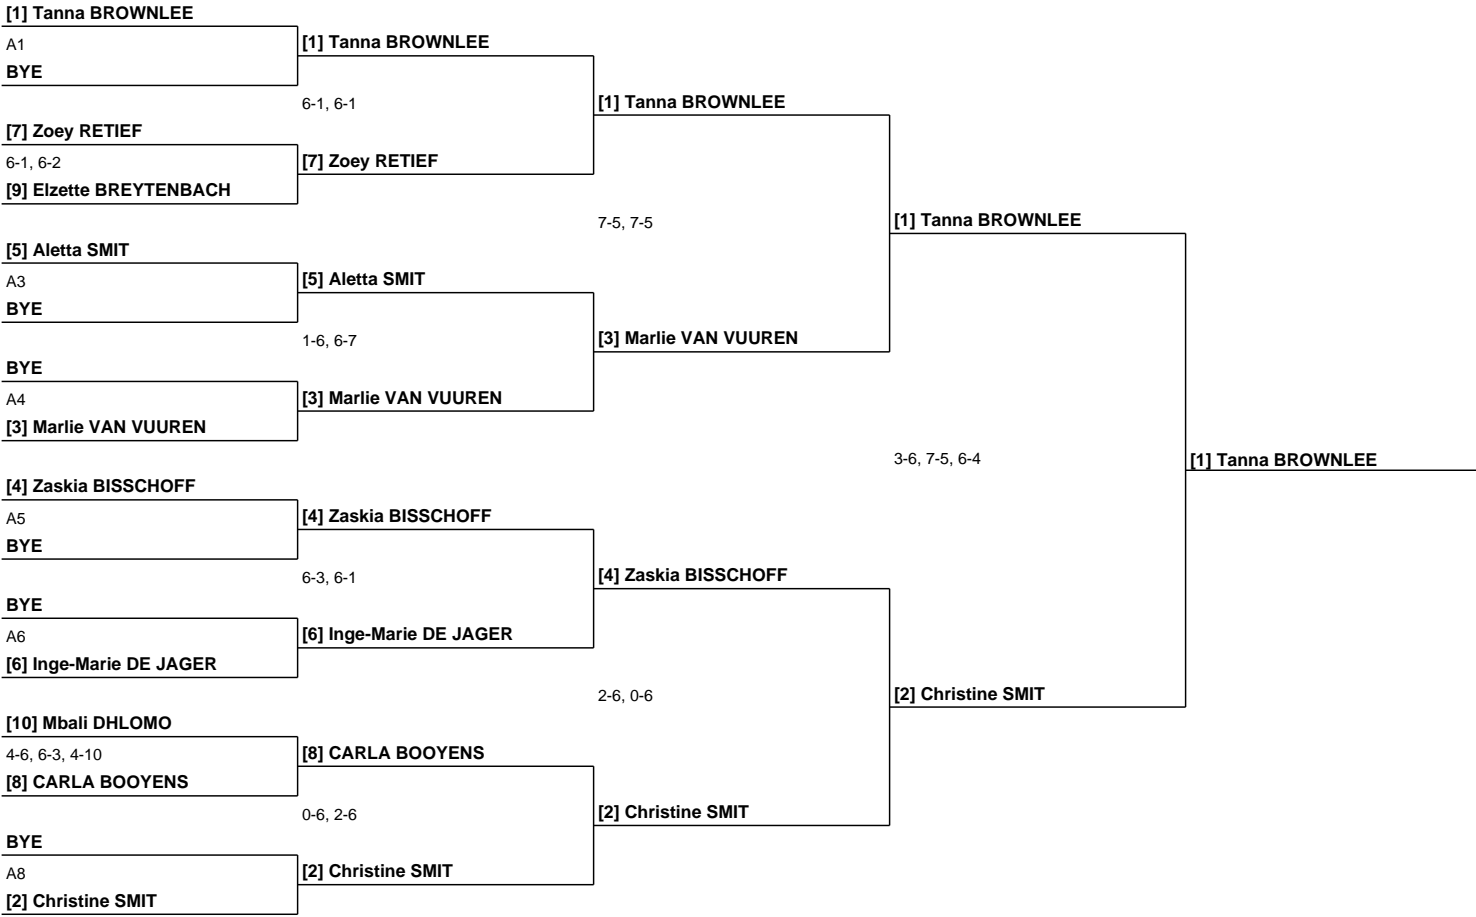 [1] Tanna BROWNLEE
A1
BYE
[7] Zoey RETIEF
6-1, 6-2
[9] Elzette BREYTENBACH
[5] Aletta SMIT
A3
BYE
BYE
A4
[3] Marlie VAN VUUREN
[4] Zaskia BISSCHOFF
A5
BYE
BYE
A6
[6] Inge-Marie DE JAGER
[10] Mbali DHLOMO
4-6, 6-3, 4-10
[8] CARLA BOOYENS
BYE
A8
[2] Christine SMIT
[1] Tanna BROWNLEE
6-1, 6-1
[7] Zoey RETIEF
[5] Aletta SMIT
1-6, 6-7
[3] Marlie VAN VUUREN
[4] Zaskia BISSCHOFF
6-3, 6-1
[6] Inge-Marie DE JAGER
[8] CARLA BOOYENS
0-6, 2-6
[2] Christine SMIT
[1] Tanna BROWNLEE
7-5, 7-5
[3] Marlie VAN VUUREN
[4] Zaskia BISSCHOFF
2-6, 0-6
[2] Christine SMIT
[1] Tanna BROWNLEE
3-6, 7-5, 6-4
[2] Christine SMIT
[1] Tanna BROWNLEE